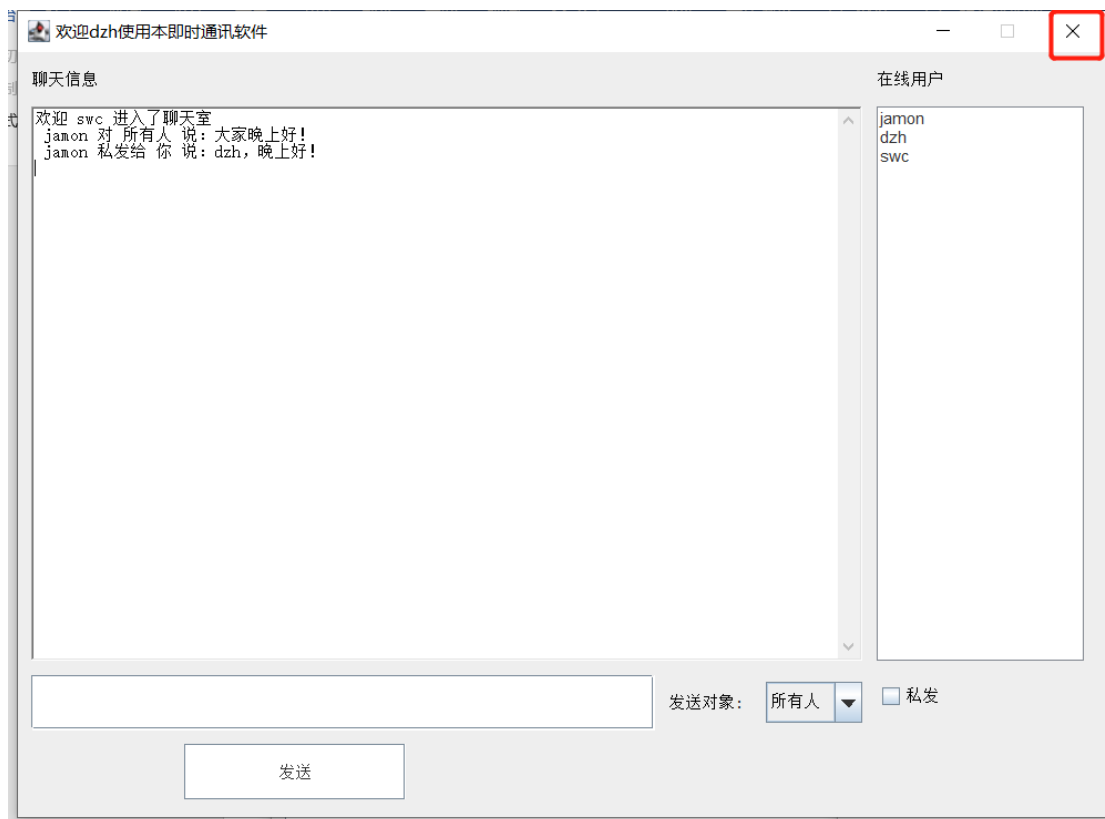 欢迎dzh使用本即时通讯软件
聊天信息
在线用户
欢迎 swc 进入了聊天室
jamon 对 所有人 说：大家晚上好！
jamon 私发给 你 说：dzh，晚上好！
jamon
dzh
swc
发送对象：
所有人
私发
发送